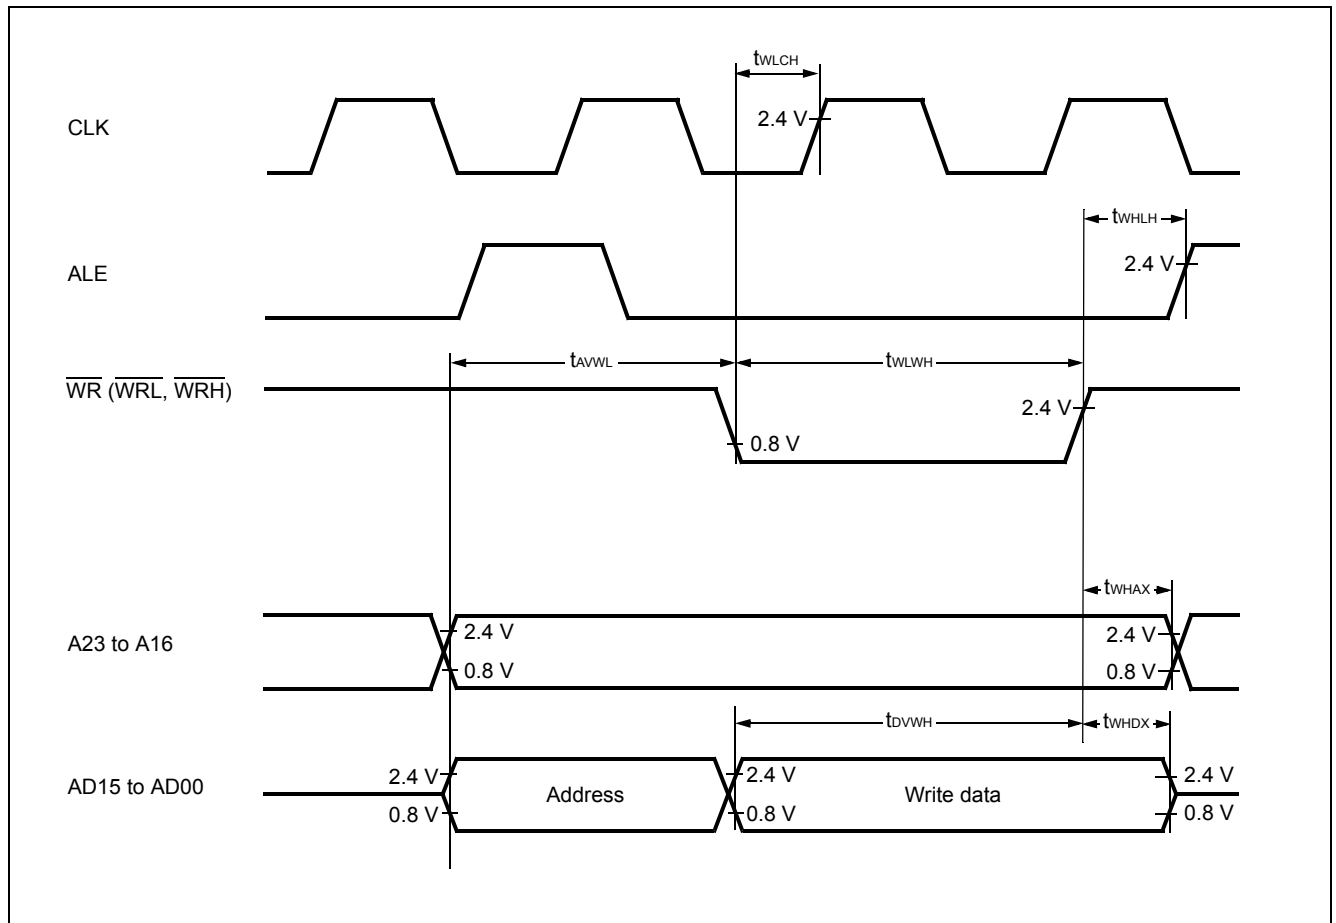 tWLCH
CLK
2.4 V
tWHLH
ALE
2.4 V
tAVWL
tWLWH
WR (WRL, WRH)
2.4 V
0.8 V
tWHAX
A23 to A16
2.4 V
2.4 V
0.8 V
0.8 V
tDVWH
tWHDX
AD15 to AD00
2.4 V
2.4 V
2.4 V
Address
Write data
0.8 V
0.8 V
0.8 V